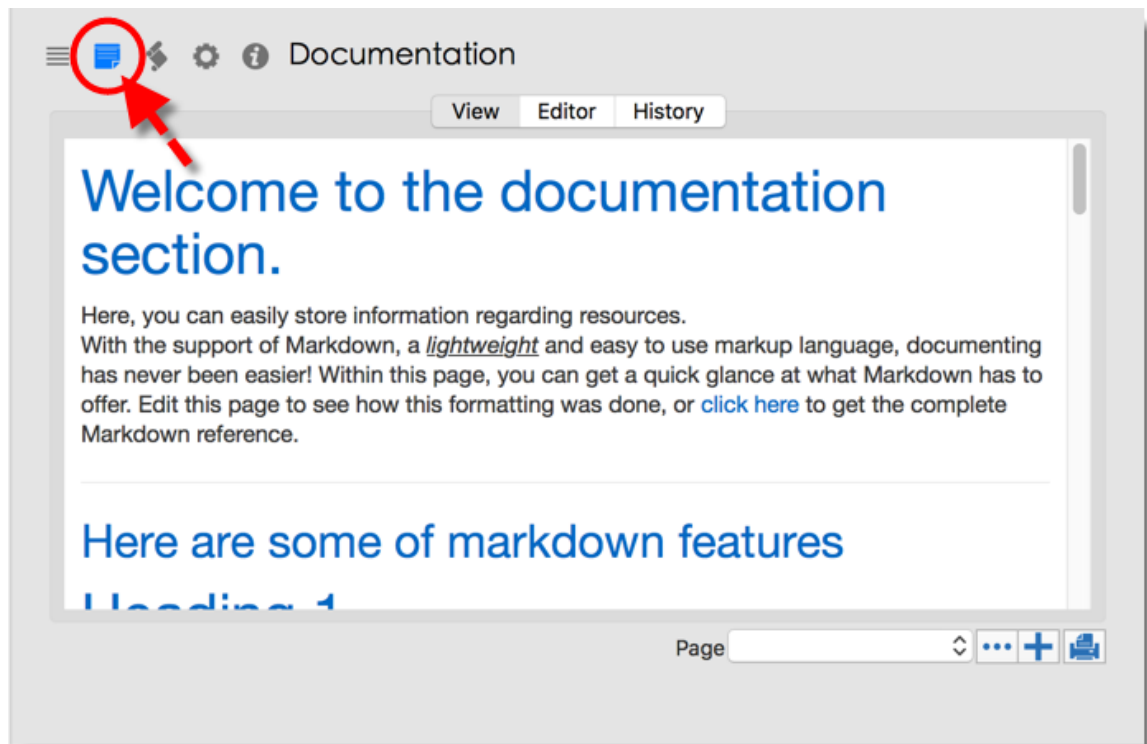 Documentation
View Editor History
Welcome to the documentation
section.
Here, you can easily store information regarding resources.
With the support of Markdown, a lightweight and easy to use markup language, documenting
has never been easier! Within this page, you can get a quick glance at what Markdown has to
offer. Edit this page to see how this formatting was done, or click here to get the complete
Markdown reference.
Here are some of markdown features
Heading 1
Page